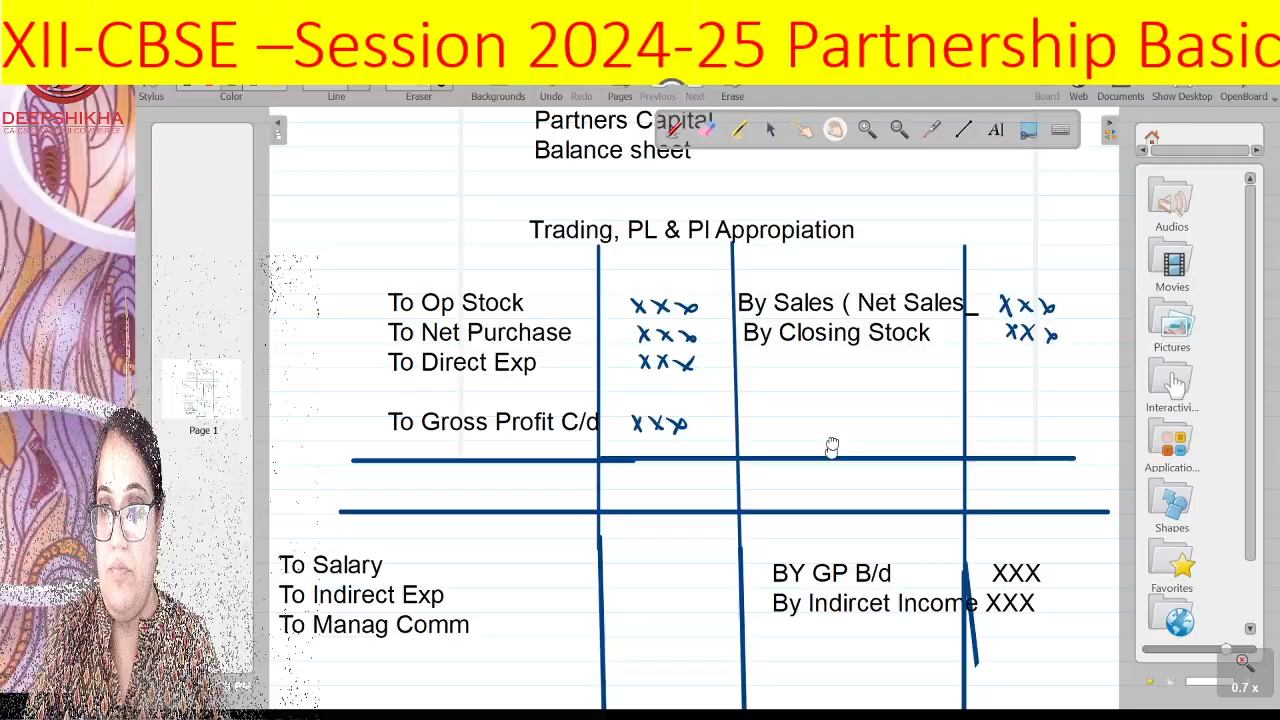 XII-CBSE –Session 2024-25 Partnership Basic
DEEPSHIKHA
Stylus Color Line Eraser Backgrounds Undo Redo Pages Previous Next Erase Board Web Documents Show Desktop OpenBoard
Partners Capital
Balance sheet
Trading, PL & Pl Appropiation
To Op Stock xxx By Sales ( Net Sales_ xxx
To Net Purchase xxx By Closing Stock xxx
To Direct Exp xxx
To Gross Profit C/d xxx
To Salary BY GP B/d XXX
To Indirect Exp By Indircet Income XXX
To Manag Comm
Page 1
Audios
Movies
Pictures
Interactivi...
Applicatio...
Shapes
Favorites
0.7 x